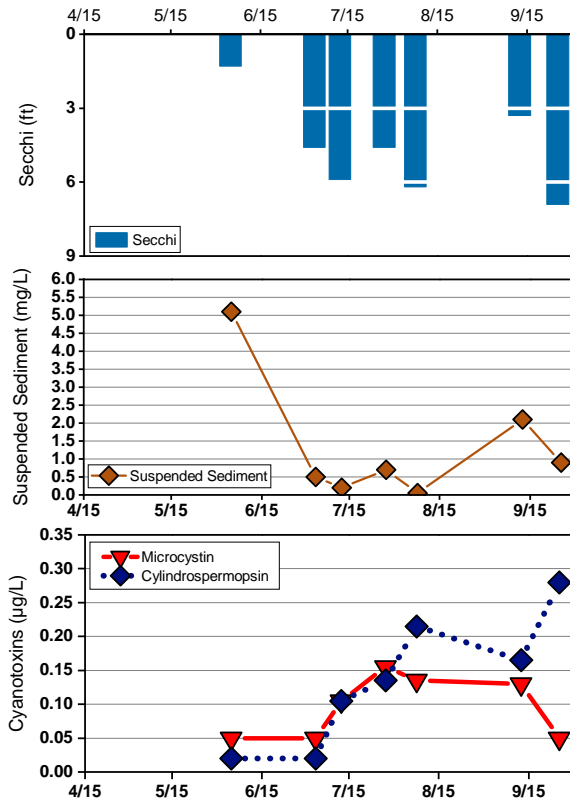 4/15 5/15 6/15 7/15 8/15 9/15
0
3
6
9
Secchi (ft)
Secchi
6.0
5.5
5.0
4.5
4.0
3.5
3.0
2.5
2.0
1.5
1.0
0.5
0.0
Suspended Sediment (mg/L)
Suspended Sediment
4/15 5/15 6/15 7/15 8/15 9/15
0.35
0.30
0.25
0.20
0.15
0.10
0.05
0.00
Cyanotoxins (µg/L)
Microcystin
Cylindrospermopsin
4/15 5/15 6/15 7/15 8/15 9/15